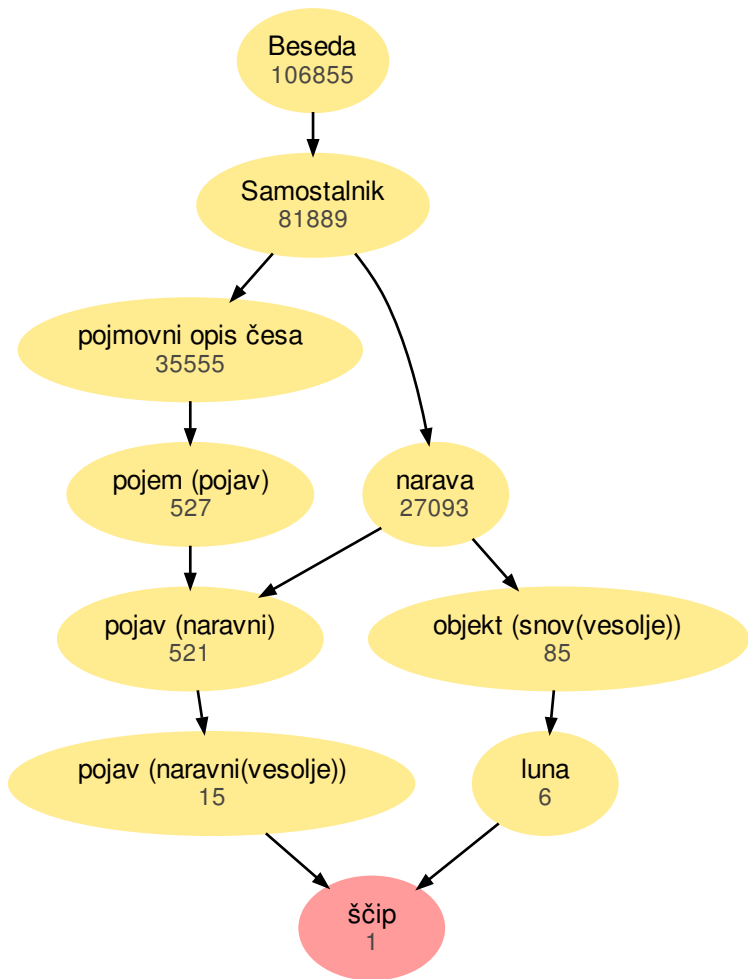 Beseda
106855
Samostalnik
81889
pojmovni opis česa
35555
pojem (pojav)
527
narava
27093
pojav (naravni)
521
objekt (snov(vesolje))
85
pojav (naravni(vesolje))
15
luna
6
ščip
1